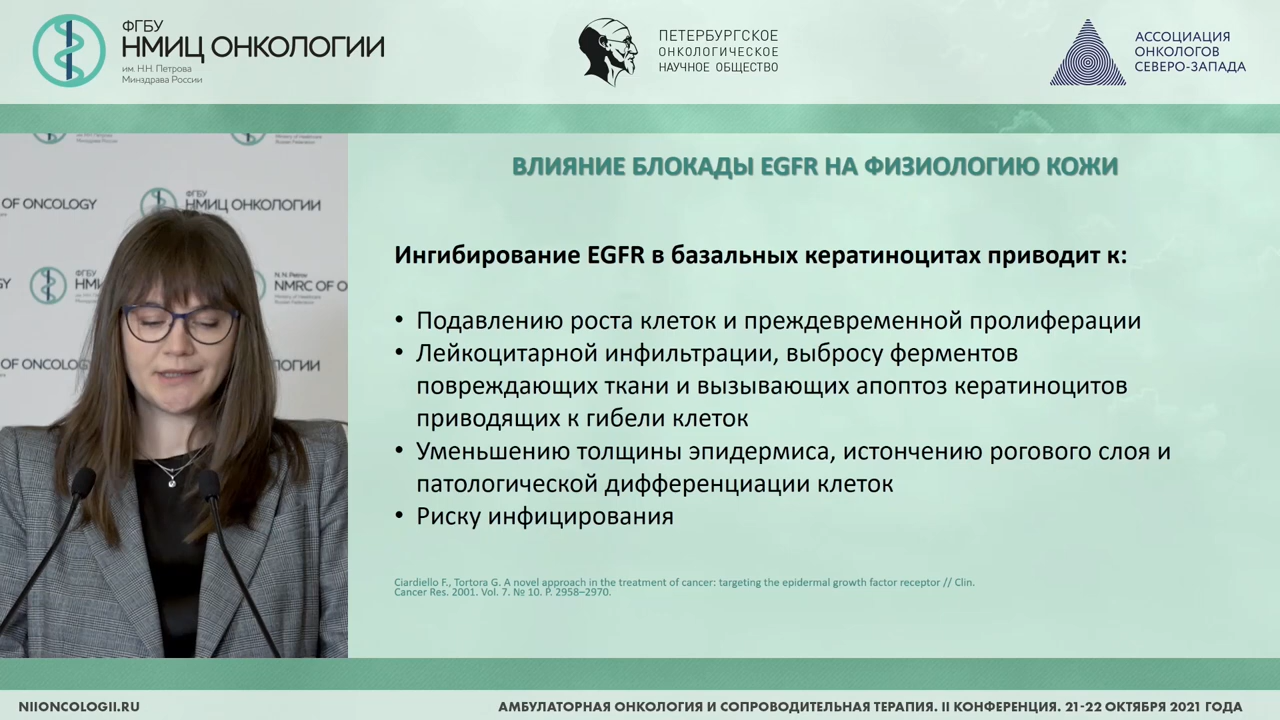 ФГБУ
НМИЦ ОНКОЛОГИИ
им. Н.Н. Петрова
Минздрава России
ПЕТЕРБУРГСКОЕ
ОНКОЛОГИЧЕСКОЕ
НАУЧНОЕ ОБЩЕСТВО
АССОЦИАЦИЯ
ОНКОЛОГОВ
СЕВЕРО-ЗАПАДА
OF ONCOLOGY
ФГБУ
НМИЦ ОНКОЛОГИИ
ФГБУ
НМИ
N.N. Petrov
NMRC OF O
OF ONCOLOGY
ЛОГИИ
ВЛИЯНИЕ БЛОКАДЫ EGFR НА ФИЗИОЛОГИЮ КОЖИ
Ингибирование EGFR в базальных кератиноцитах приводит к:
• Подавлению роста клеток и преждевременной пролиферации
• Лейкоцитарной инфильтрации, выбросу ферментов
повреждающих ткани и вызывающих апоптоз кератиноцитов
приводящих к гибели клеток
• Уменьшению толщины эпидермиса, истончению рогового слоя и
патологической дифференциации клеток
• Риску инфицирования
Ciardiello F., Tortora G. A novel approach in the treatment of cancer: targeting the epidermal growth factor receptor // Clin.
Cancer Res. 2001. Vol. 7. № 10. P. 2958–2970.
NIIONCOLOGII.RU
АМБУЛАТОРНАЯ ОНКОЛОГИЯ И СОПРОВОДИТЕЛЬНАЯ ТЕРАПИЯ. II КОНФЕРЕНЦИЯ. 21-22 ОКТЯБРЯ 2021 ГОДА